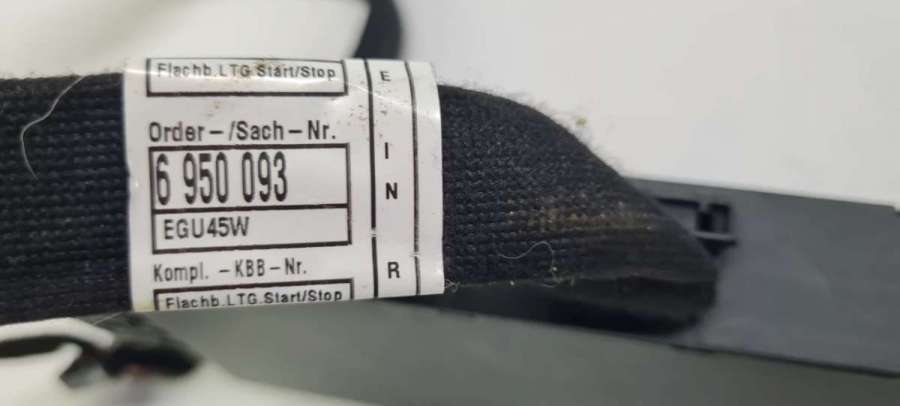 Flachb.LTG.Start/Stop
Order-/Sach-Nr.
6 950 093
EGU45W
Kompl. -KBB-Nr.
Flachb.LTG.Start/Stop
E
I
N
R